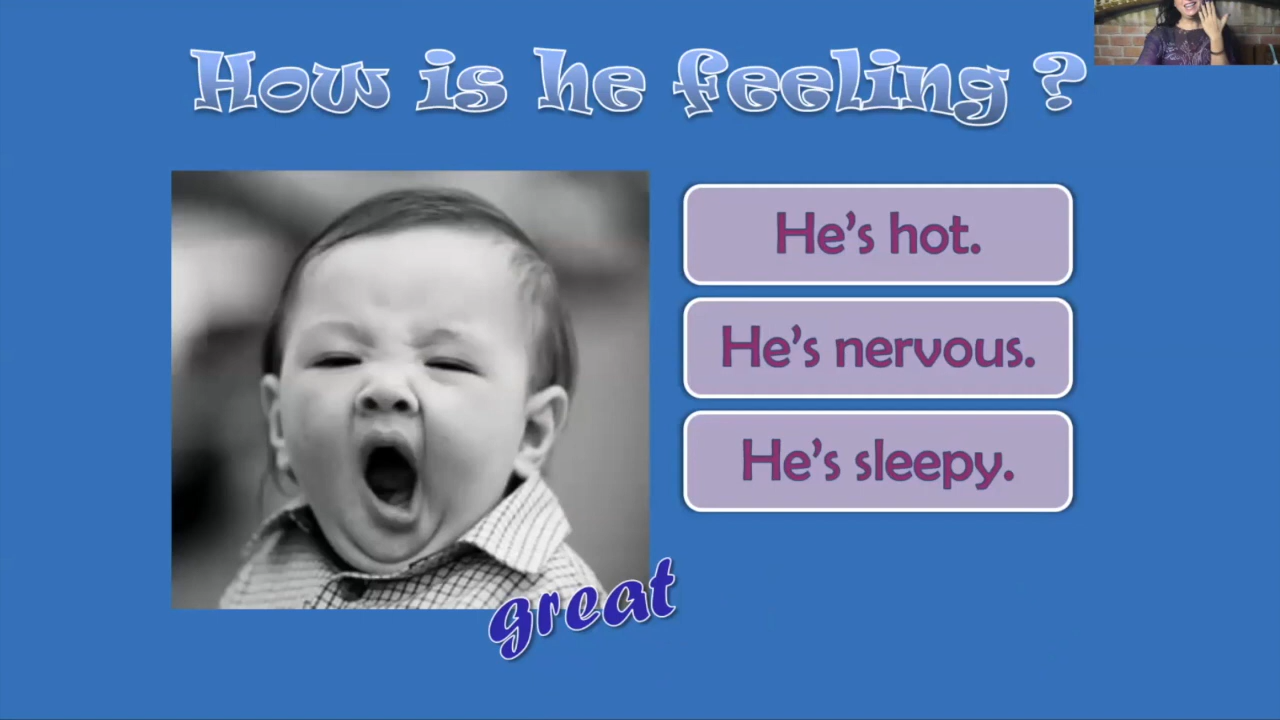 How is he feeling ?
He's hot.
He's nervous.
He's sleepy.
great